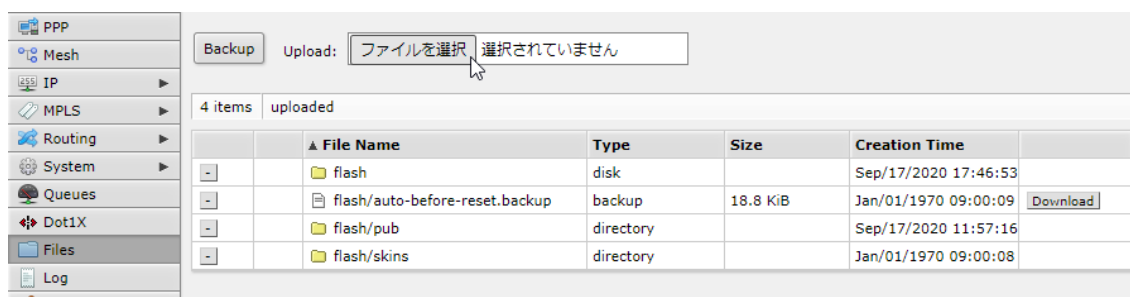 PPP
Mesh
IP
MPLS
Routing
System
Queues
Dot1X
Files
Log
Backup Upload: ファイルを選択 選択されていません
4 items uploaded
▲ File Name Type Size Creation Time
- flash disk Sep/17/2020 17:46:53
- flash/auto-before-reset.backup backup 18.8 KiB Jan/01/1970 09:00:09 Download
- flash/pub directory Sep/17/2020 11:57:16
- flash/skins directory Jan/01/1970 09:00:08